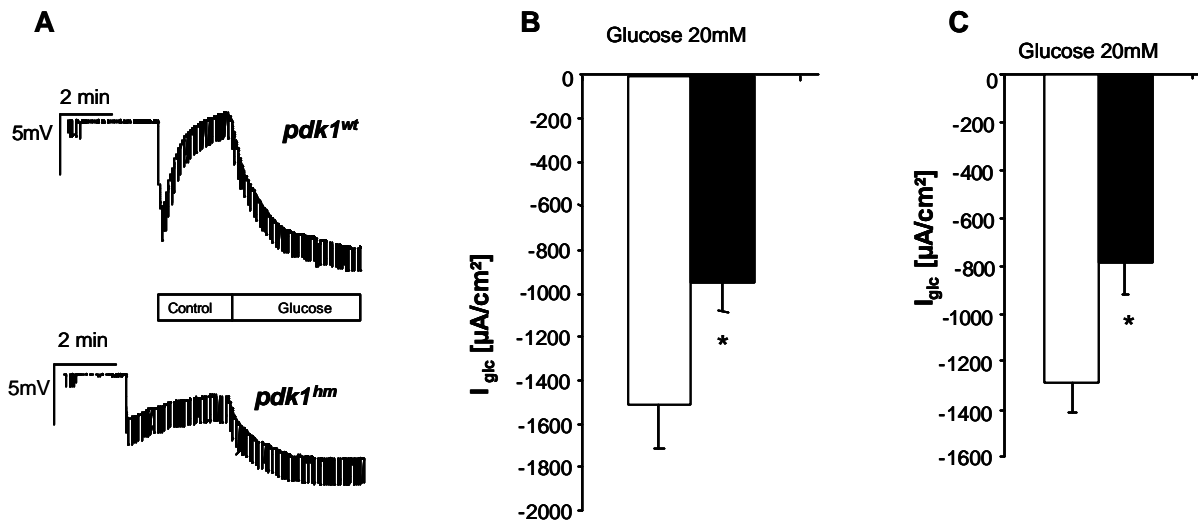 A
2 min
5mV
pdk1wt
Control
Glucose
2 min
5mV
pdk1hm
B
Glucose 20mM
0
-200
-400
-600
-800
-1000
-1200
-1400
-1600
-1800
-2000
I glc [µA/cm²]
*
C
Glucose 20mM
0
-200
-400
-600
-800
-1000
-1200
-1400
-1600
Iglc [µA/cm²]
*